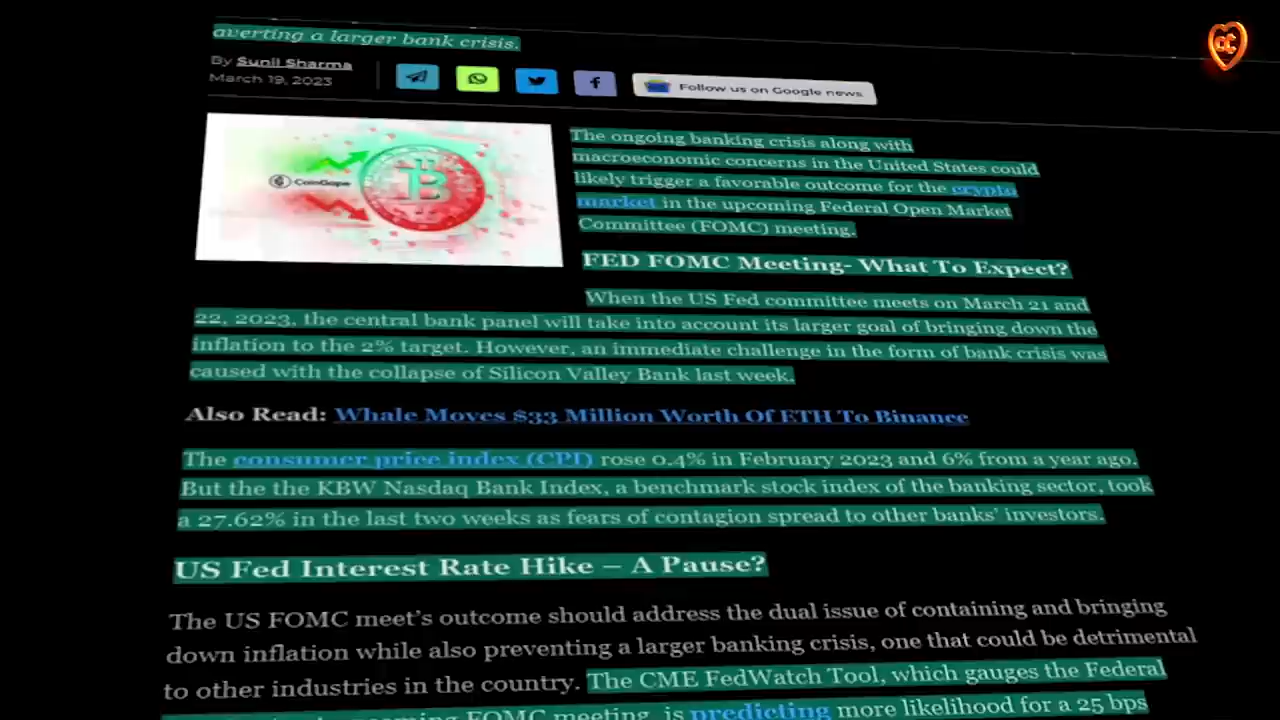 averting a larger bank crisis.
By Sunil Sharma
March 19, 2023
Follow us on Google news
CoinGape
The ongoing banking crisis along with
macroeconomic concerns in the United States could
likely trigger a favorable outcome for the crypto
market in the upcoming Federal Open Market
Committee (FOMC) meeting.
FED FOMC Meeting- What To Expect?
When the US Fed committee meets on March 21 and
22, 2023, the central bank panel will take into account its larger goal of bringing down the
inflation to the 2% target. However, an immediate challenge in the form of bank crisis was
caused with the collapse of Silicon Valley Bank last week.
Also Read: Whale Moves $33 Million Worth Of ETH To Binance
The consumer price index (CPI) rose 0.4% in February 2023 and 6% from a year ago.
But the the KBW Nasdaq Bank Index, a benchmark stock index of the banking sector, took
a 27.62% in the last two weeks as fears of contagion spread to other banks' investors.
US Fed Interest Rate Hike – A Pause?
The US FOMC meet's outcome should address the dual issue of containing and bringing
down inflation while also preventing a larger banking crisis, one that could be detrimental
to other industries in the country. The CME FedWatch Tool, which gauges the Federal
FOMC meeting, is predicting more likelihood for a 25 bps